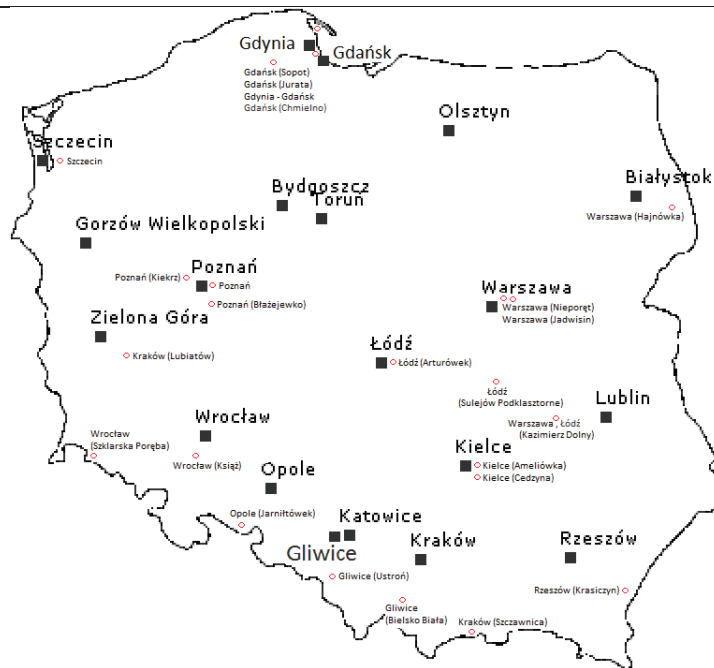 Gdynia
Gdańsk
Gdańsk (Sopot)
Gdańsk (Jurata)
Gdynia - Gdańsk
Gdańsk (Chmielno)
Olsztyn
Szczecin
Szczecin
Białystok
Warszawa (Hajnówka)
Bydgoszcz
Toruń
Gorzów Wielkopolski
Poznań (Kiekrz)
Poznań
Poznań
Poznań (Błażejewko)
Warszawa
Warszawa (Nieporęt)
Warszawa (Jadwisin)
Zielona Góra
Kraków (Lubiatów)
Łódź
Łódź (Arturówek)
Łódź
(Sulejów Podklasztorne)
Lublin
Warszawa , Łódź
(Kazimierz Dolny)
Wrocław
Wrocław
(Szklarska Poręba)
Wrocław (Książ)
Kielce
Kielce (Ameliówka)
Kielce (Cedzyna)
Opole
Opole (Jarniłtówek)
Katowice
Gliwice
Kraków
Rzeszów
Gliwice (Ustroń)
Rzeszów (Krasiczyn)
Gliwice
(Bielsko Biała)
Kraków (Szczawnica)